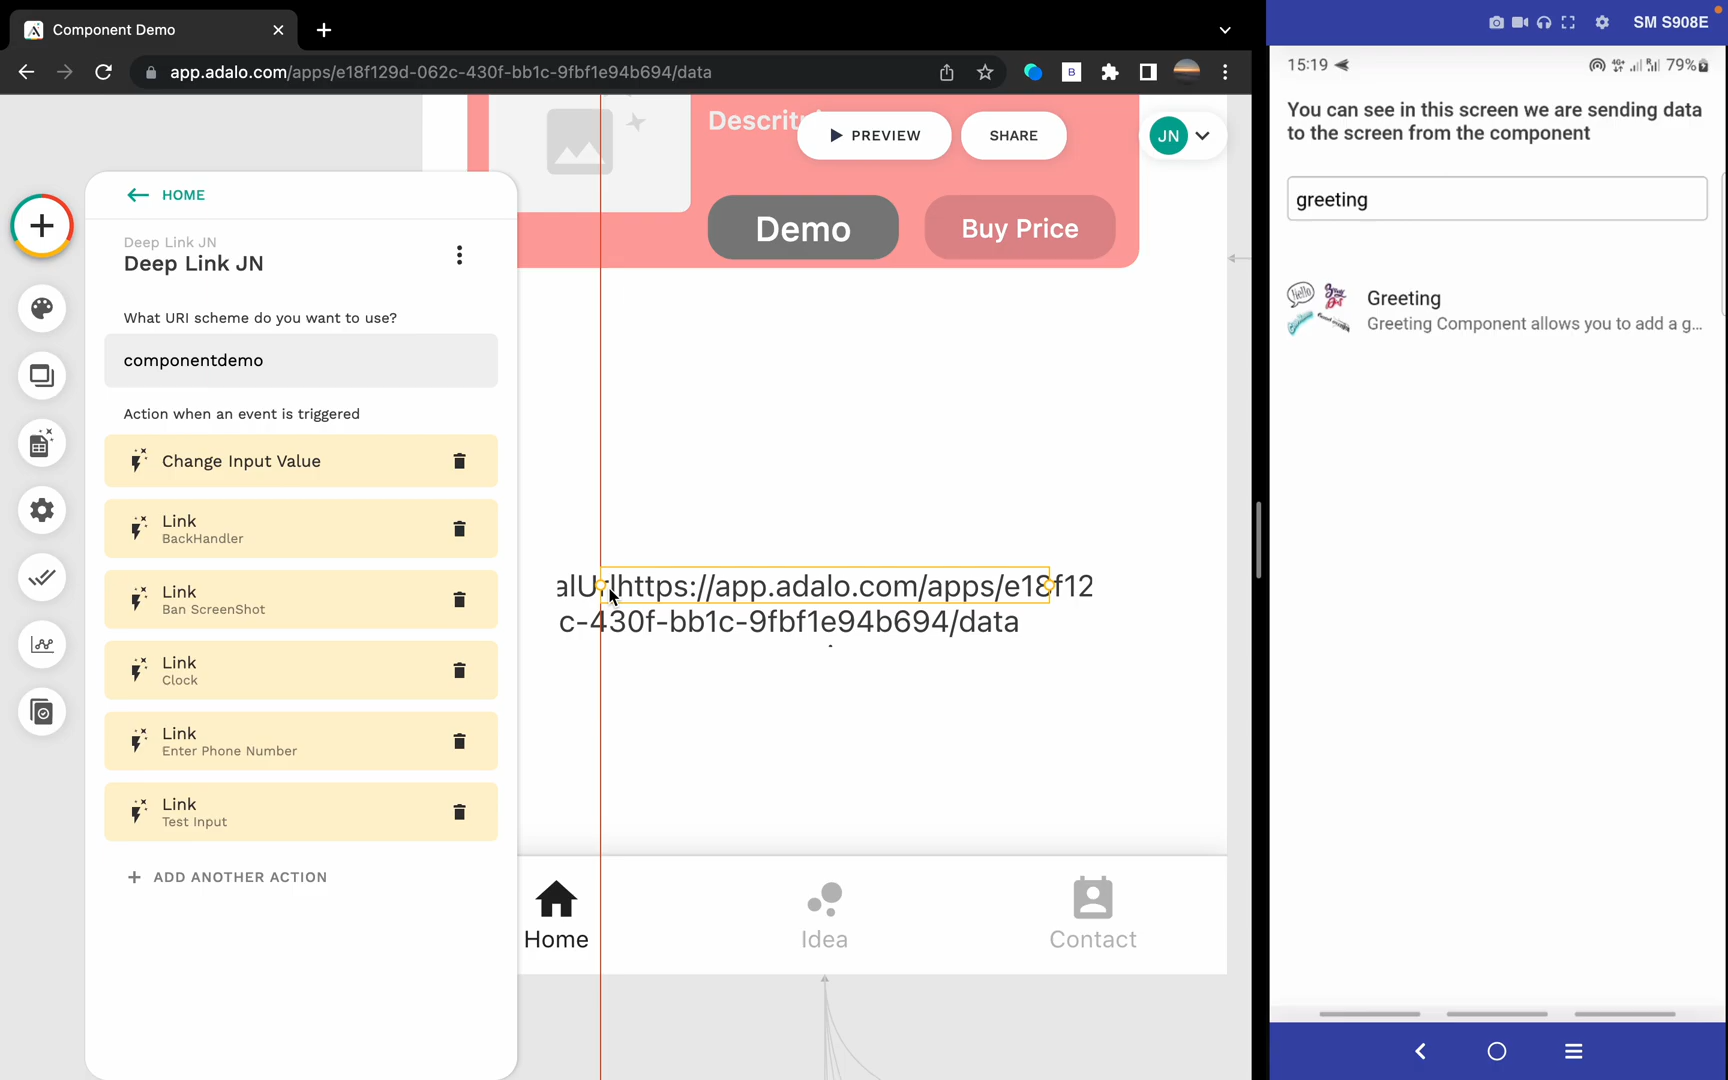 Component Demo
app.adalo.com/apps/e18f129d-062c-430f-bb1c-9fbf1e94b694/data
B
HOME
Deep Link JN
Deep Link JN
What URI scheme do you want to use?
componentdemo
Action when an event is triggered
Change Input Value
Link
BackHandler
Link
Ban ScreenShot
Link
Clock
Link
Enter Phone Number
Link
Test Input
ADD ANOTHER ACTION
PREVIEW
SHARE
JN
Demo
Buy Price
alUrlhttps://app.adalo.com/apps/e18f12
c-430f-bb1c-9fbf1e94b694/data
Home
Idea
Contact
SM S908E
15:19
79%
You can see in this screen we are sending data
to the screen from the component
greeting
Hello
Greeting
Greeting Component allows you to add a g...